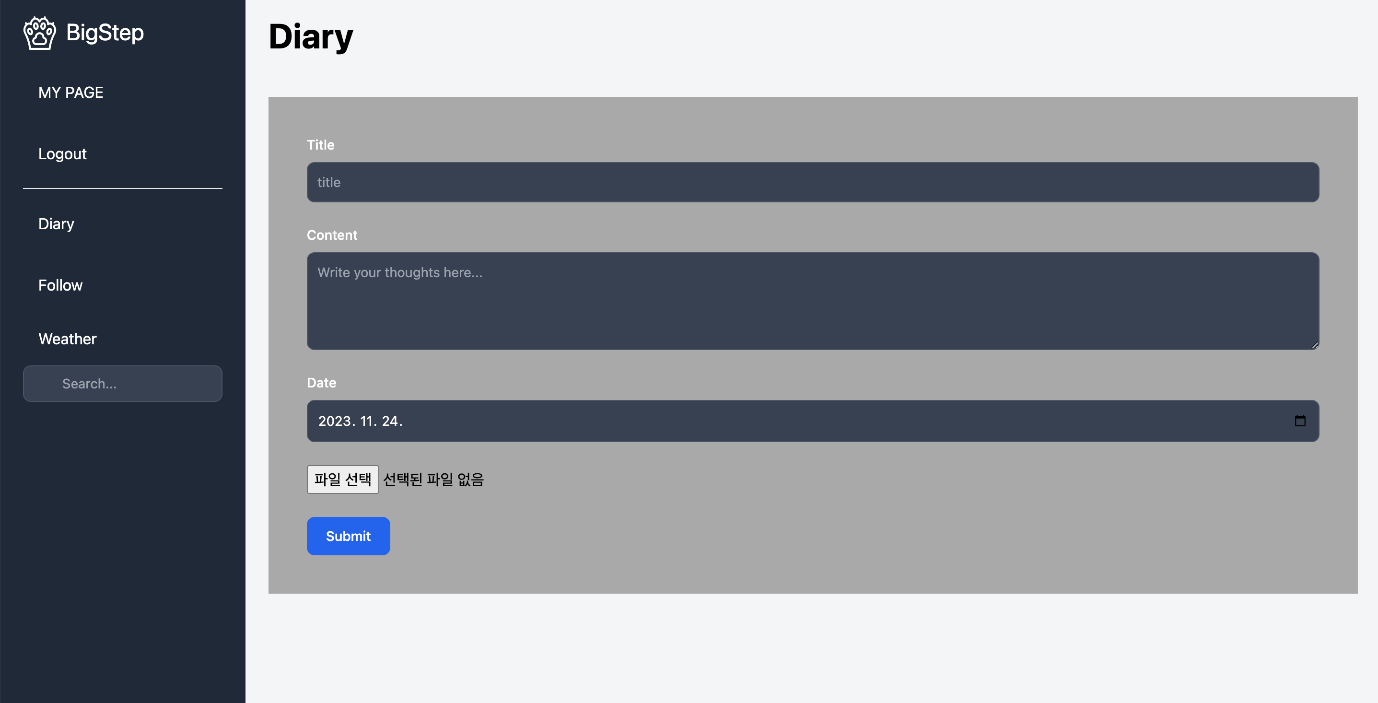 BigStep
MY PAGE
Logout
Diary
Follow
Weather
Search...
Diary
Title
title
Content
Write your thoughts here...
Date
2023. 11. 24.
파일 선택 선택된 파일 없음
Submit